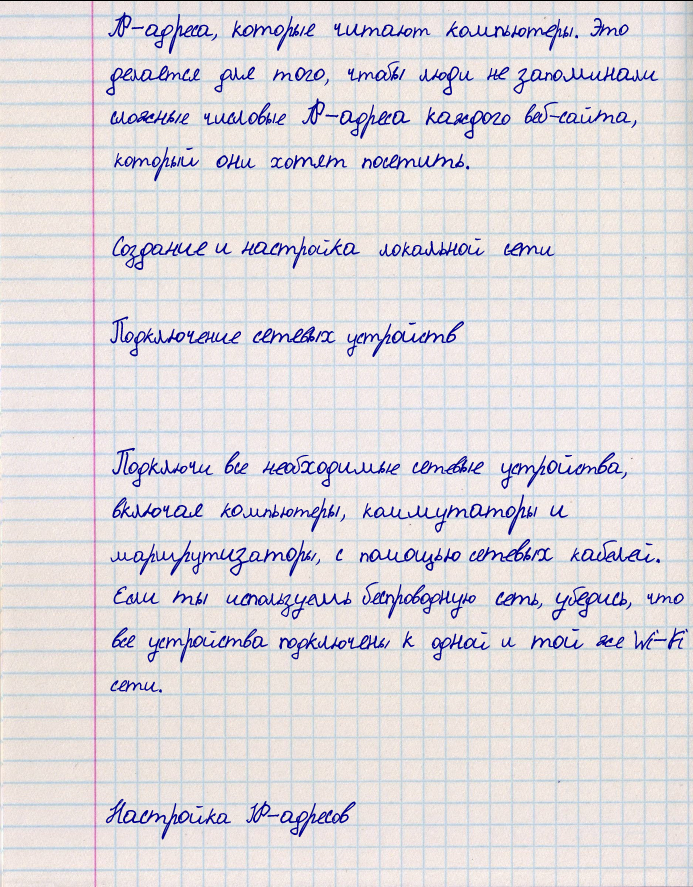 IP-адреса, которые читают компьютеры. Это
делается для того, чтобы люди не запоминали
сложные числовые IP-адреса каждого веб-сайта,
который они хотят посетить.
Создание и настройка локальной сети
Подключение сетевых устройств
Подключи все необходимые сетевые устройства,
включая компьютеры, коммутаторы и
маршрутизаторы, с помощью сетевых кабелей.
Если ты используешь беспроводную сеть, убедись, что
все устройства подключены к одной и той же Wi-Fi
сети.
Настройка IP-адресов